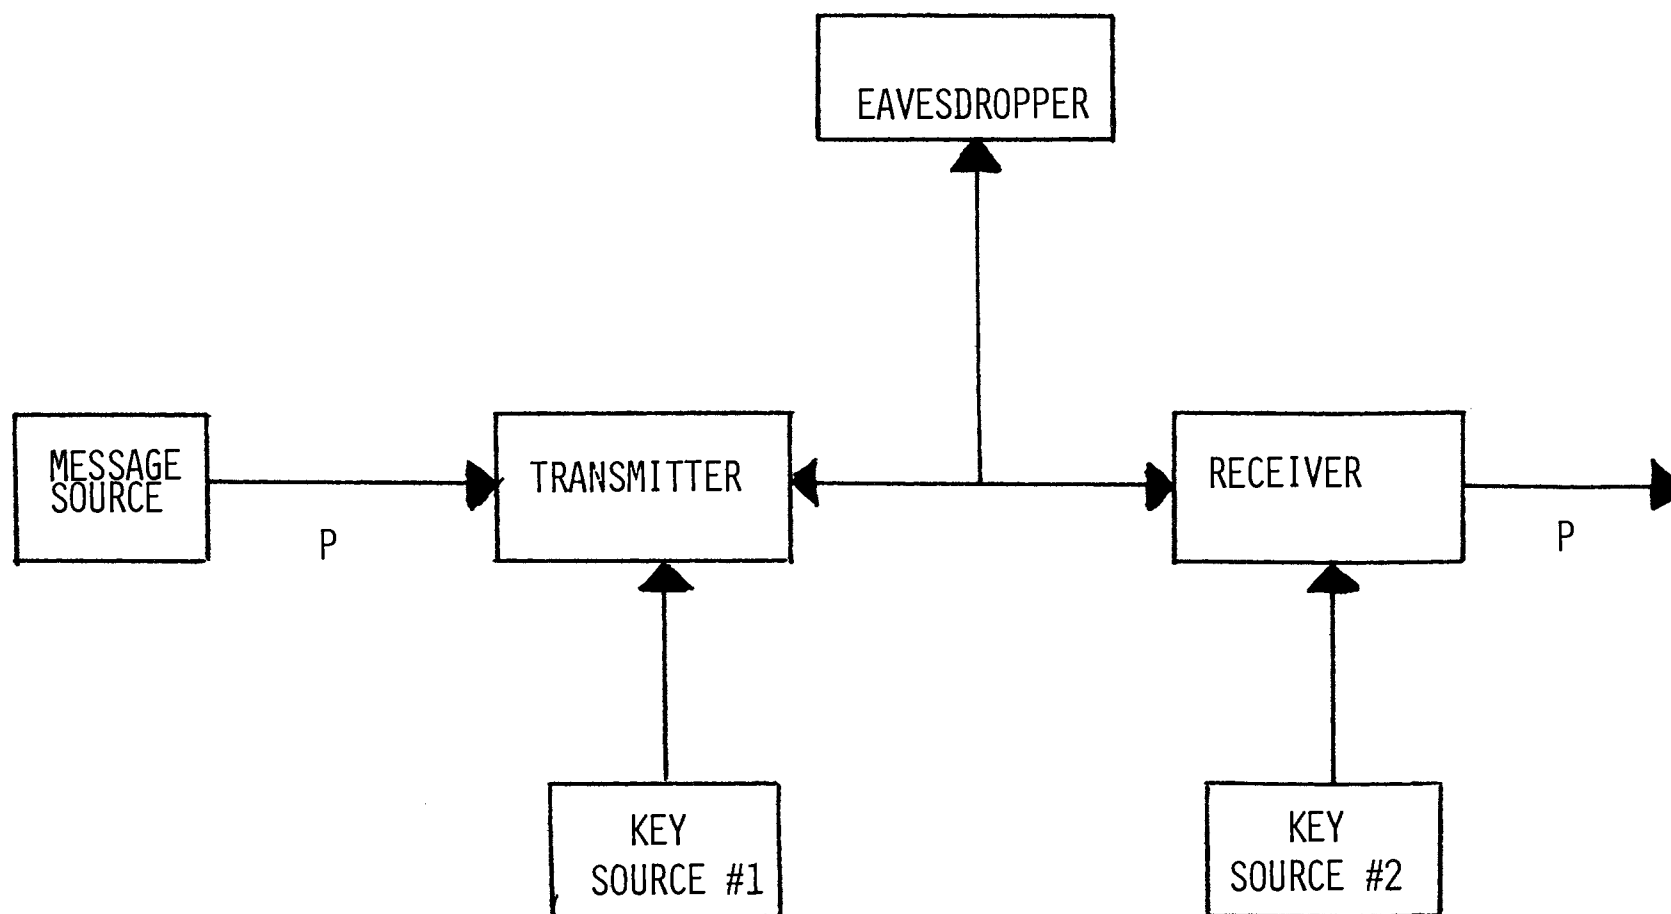 EAVESDROPPER
MESSAGE
SOURCE
P
TRANSMITTER
RECEIVER
P
KEY
SOURCE #1
KEY
SOURCE #2